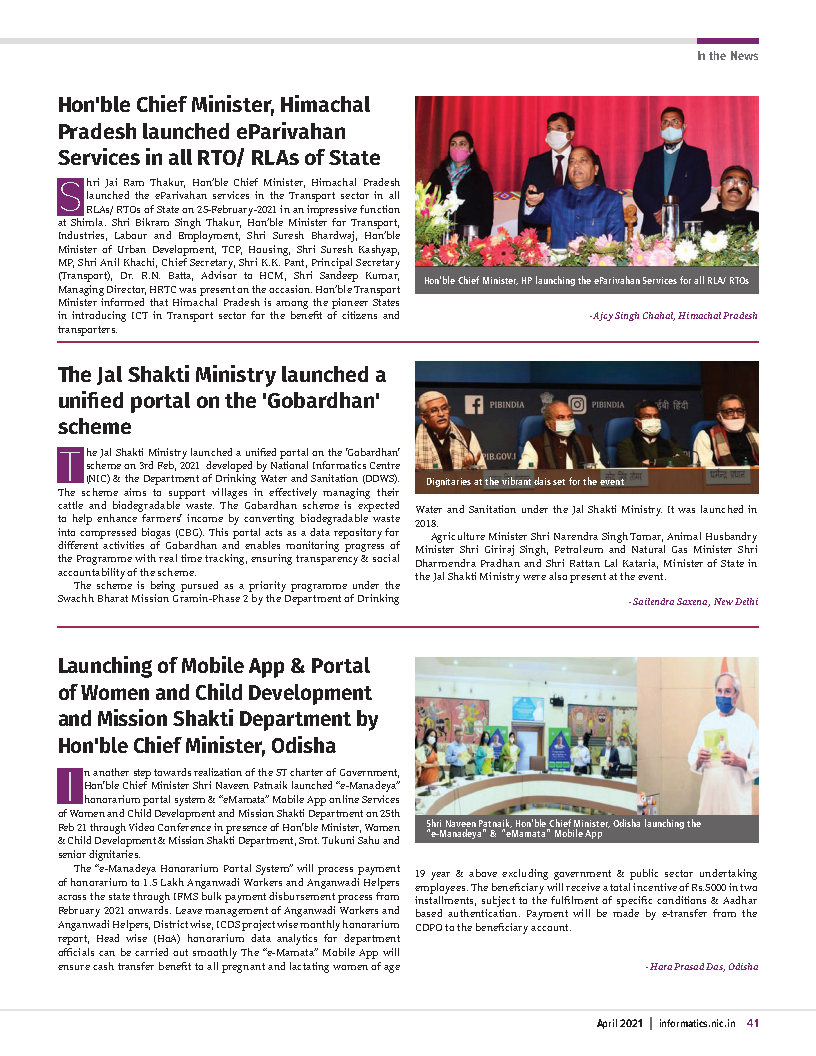 In the News
Hon'ble Chief Minister, Himachal
Pradesh launched eParivahan
Services in all RTO/ RLAs of State
Shri Jai Ram Thakur, Hon'ble Chief Minister, Himachal Pradesh
launched the eParivahan services in the Transport sector in all
RLAs/ RTOs of State on 25-February-2021 in an impressive function
at Shimla. Shri Bikram Singh Thakur, Hon'ble Minister for Transport,
Industries, Labour and Employment, Shri Suresh Bhardwaj, Hon'ble
Minister of Urban Development, TCP, Housing, Shri Suresh Kashyap,
MP, Shri Anil Khachi, Chief Secretary, Shri K.K. Pant, Principal Secretary
(Transport), Dr. R.N. Batta, Advisor to HCM, Shri Sandeep Kumar,
Managing Director, HRTC was present on the occasion. Hon'ble Transport
Minister informed that Himachal Pradesh is among the pioneer States
in introducing ICT in Transport sector for the benefit of citizens and
transporters.
Hon'ble Chief Minister, HP launching the eParivahan Services for all RLA/ RTOs
- Ajay Singh Chahal, Himachal Pradesh
The Jal Shakti Ministry launched a
unified portal on the 'Gobardhan'
scheme
The Jal Shakti Ministry launched a unified portal on the 'Gobardhan'
scheme on 3rd Feb, 2021 developed by National Informatics Centre
(NIC) & the Department of Drinking Water and Sanitation (DDWS).
The scheme aims to support villages in effectively managing their
cattle and biodegradable waste. The Gobardhan scheme is expected
to help enhance farmers' income by converting biodegradable waste
into compressed biogas (CBG). This portal acts as a data repository for
different activities of Gobardhan and enables monitoring progress of
the Programme with real time tracking, ensuring transparency & social
accountability of the scheme.
The scheme is being pursued as a priority programme under the
Swachh Bharat Mission Gramin-Phase 2 by the Department of Drinking
PIBINDIA
PIBINDIA
पीआईबी हिंदी
PIB.GOV.I
Dignitaries at the vibrant dais set for the event
Water and Sanitation under the Jal Shakti Ministry. It was launched in
2018.
Agriculture Minister Shri Narendra Singh Tomar, Animal Husbandry
Minister Shri Giriraj Singh, Petroleum and Natural Gas Minister Shri
Dharmendra Pradhan and Shri Rattan Lal Kataria, Minister of State in
the Jal Shakti Ministry were also present at the event.
- Sailendra Saxena, New Delhi
Launching of Mobile App & Portal
of Women and Child Development
and Mission Shakti Department by
Hon'ble Chief Minister, Odisha
In another step towards realization of the 5T charter of Government,
Hon'ble Chief Minister Shri Naveen Patnaik launched "e-Manadeya"
honorarium portal system & "eMamata" Mobile App online Services
of Women and Child Development and Mission Shakti Department on 25th
Feb 21 through Video Conference in presence of Hon'ble Minister, Women
& Child Development & Mission Shakti Department, Smt. Tukuni Sahu and
senior dignitaries.
The "e-Manadeya Honorarium Portal System" will process payment
of honorarium to 1.5 Lakh Anganwadi Workers and Anganwadi Helpers
across the state through IFMS bulk payment disbursement process from
February 2021 onwards. Leave management of Anganwadi Workers and
Anganwadi Helpers, District wise, ICDS project wise monthly honorarium
report, Head wise (HoA) honorarium data analytics for department
officials can be carried out smoothly The "e-Mamata" Mobile App will
ensure cash transfer benefit to all pregnant and lactating women of age
Shri Naveen Patnaik, Hon'ble Chief Minister, Odisha launching the
"e-Manadeya" & "eMamata" Mobile App
19 year & above excluding government & public sector undertaking
employees. The beneficiary will receive a total incentive of Rs.5000 in two
installments, subject to the fulfilment of specific conditions & Aadhar
based authentication. Payment will be made by e-transfer from the
CDPO to the beneficiary account.
- Hara Prasad Das, Odisha
April 2021 | informatics.nic.in 41